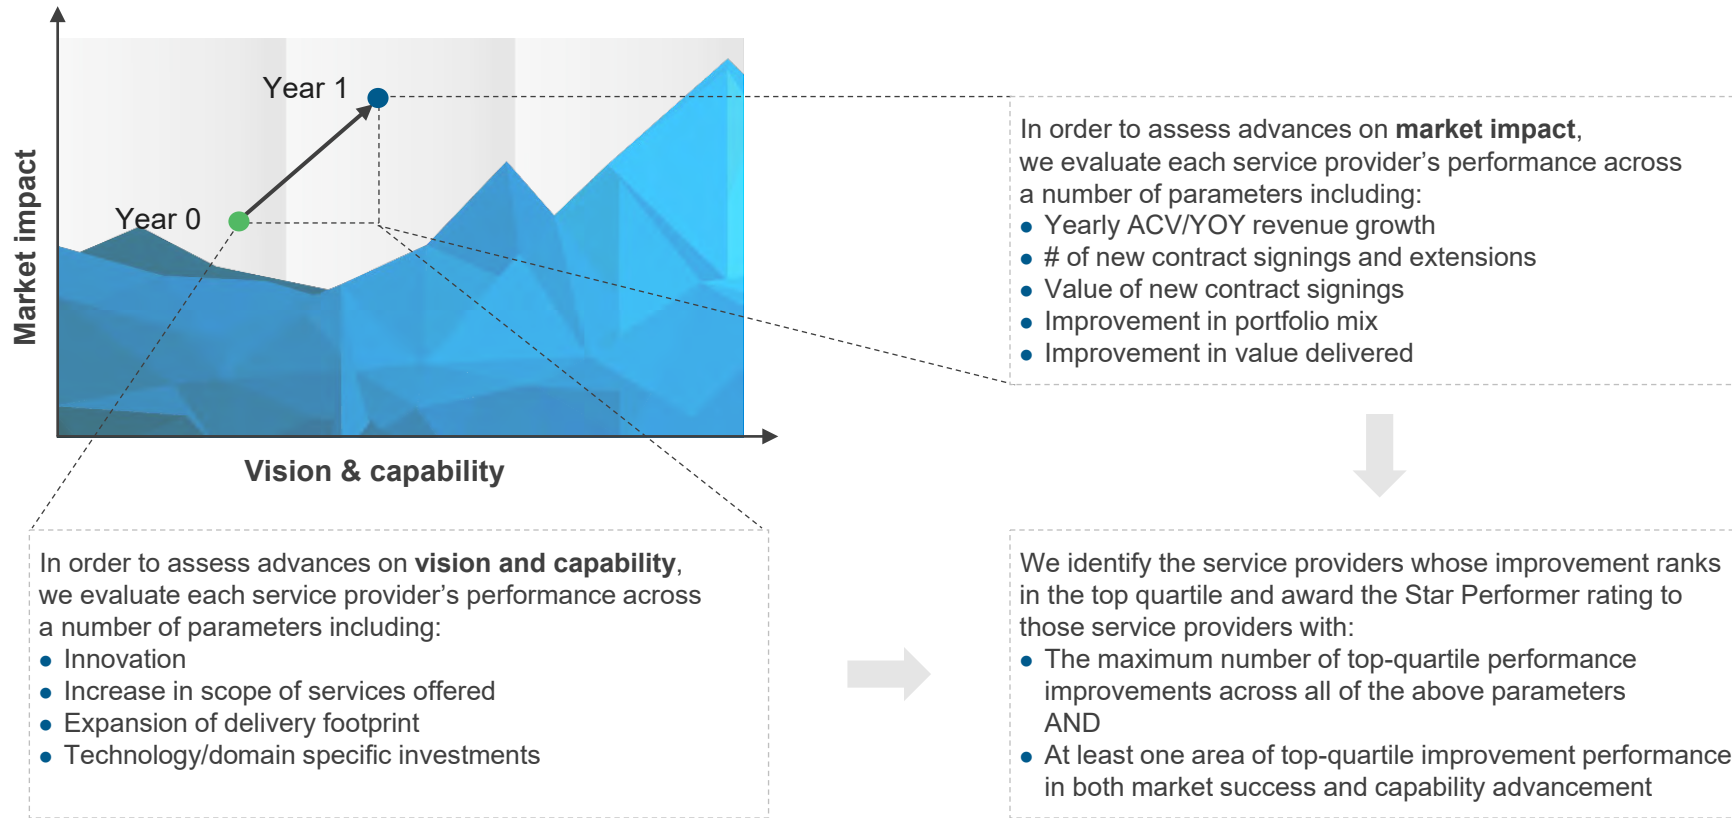 Market impact
Year 1
Year 0
Vision & capability
In order to assess advances on market impact,
we evaluate each service provider’s performance across
a number of parameters including:
● Yearly ACV/YOY revenue growth
● # of new contract signings and extensions
● Value of new contract signings
● Improvement in portfolio mix
● Improvement in value delivered
In order to assess advances on vision and capability,
we evaluate each service provider’s performance across
a number of parameters including:
● Innovation
● Increase in scope of services offered
● Expansion of delivery footprint
● Technology/domain specific investments
We identify the service providers whose improvement ranks
in the top quartile and award the Star Performer rating to
those service providers with:
● The maximum number of top-quartile performance
improvements across all of the above parameters
AND
● At least one area of top-quartile improvement performance
in both market success and capability advancement